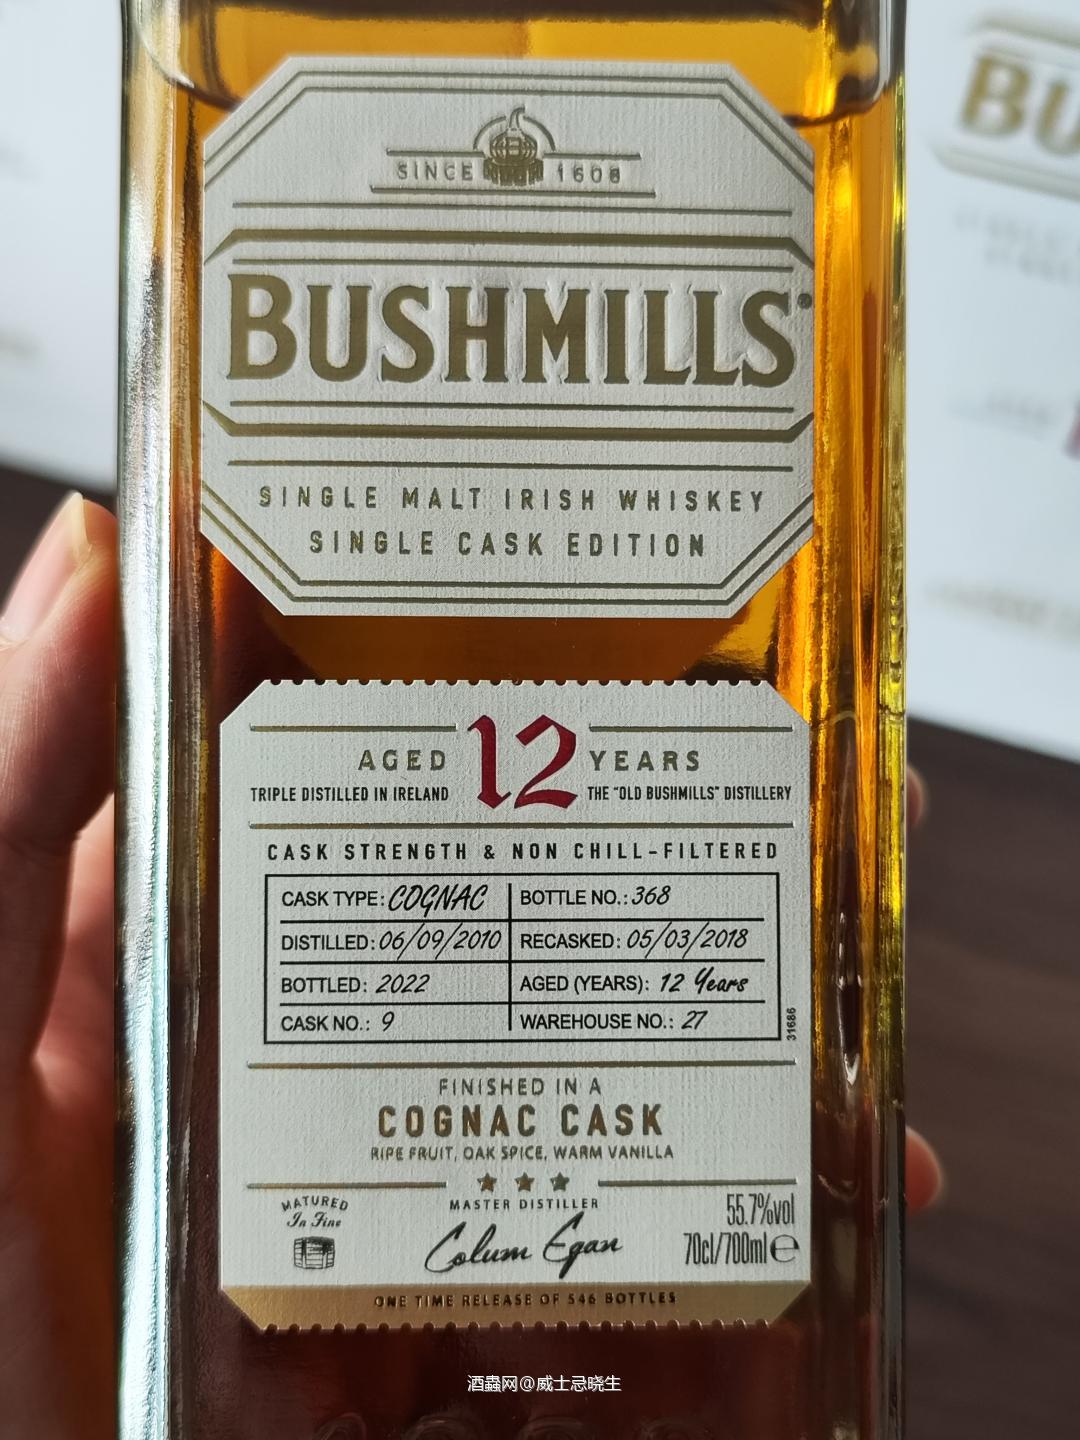 SINCE 1608
BUSHMILLS®
SINGLE MALT IRISH WHISKEY
SINGLE CASK EDITION
AGED 12 YEARS
TRIPLE DISTILLED IN IRELAND THE "OLD BUSHMILLS" DISTILLERY
CASK STRENGTH & NON CHILL-FILTERED
CASK TYPE: COGNAC BOTTLE NO.: 368
DISTILLED: 06/09/2010 RECASKED: 05/03/2018
BOTTLED: 2022 AGED (YEARS): 12 Years
CASK NO.: 9 WAREHOUSE NO.: 27
31686
FINISHED IN A
COGNAC CASK
RIPE FRUIT, OAK SPICE, WARM VANILLA
MATURED
In Fine
MASTER DISTILLER
Colum Egan
55.7%vol
70cl/700ml e
ONE TIME RELEASE OF 546 BOTTLES
BU
酒蟲网@威士忌晓生